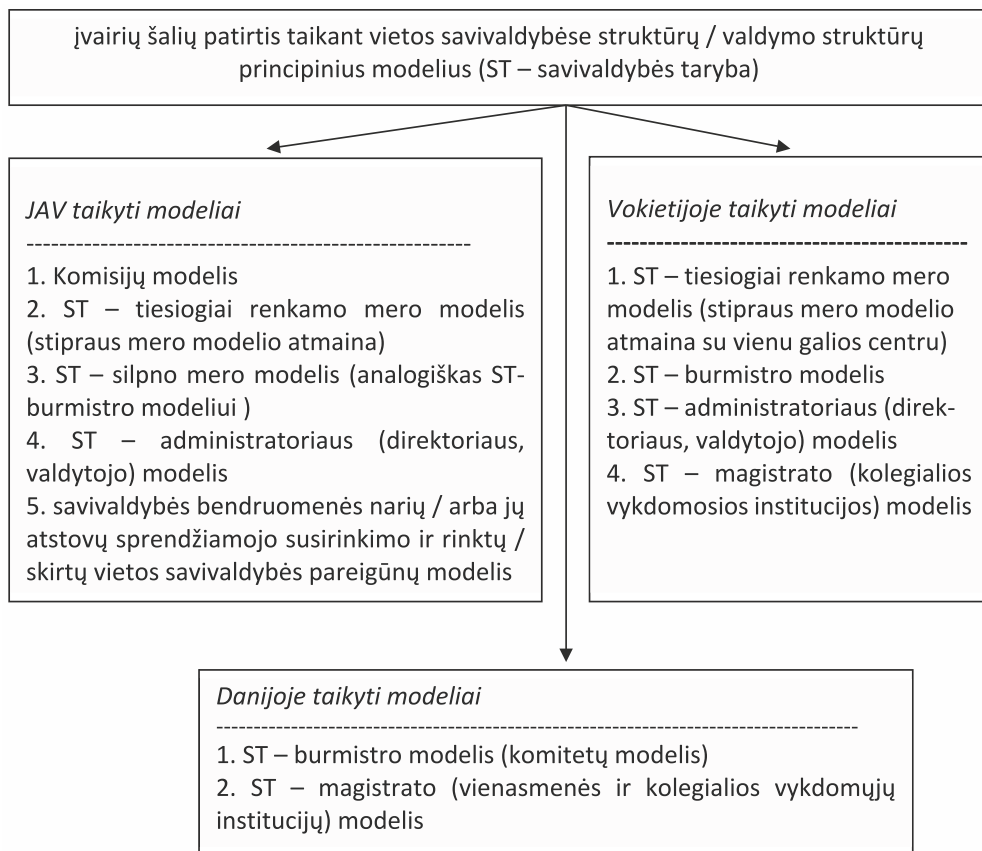 įvairių šalių patirtis taikant vietos savivaldybėse struktūrų / valdymo struktūrų
principinius modelius (ST – savivaldybės taryba)
JAV taikyti modeliai
------------------------------------------------------
1. Komisijų modelis
2. ST – tiesiogiai renkamo mero modelis
(stipraus mero modelio atmaina)
3. ST – silpno mero modelis (analogiškas ST-
burmistro modeliui )
4. ST – administratoriaus (direktoriaus,
valdytojo) modelis
5. savivaldybės bendruomenės narių / arba jų
atstovų sprendžiamojo susirinkimo ir rinktų /
skirtų vietos savivaldybės pareigūnų modelis
Vokietijoje taikyti modeliai
--------------------------------------------
1. ST – tiesiogiai renkamo mero
modelis (stipraus mero modelio
atmaina su vienu galios centru)
2. ST – burmistro modelis
3. ST – administratoriaus (direk-
toriaus, valdytojo) modelis
4. ST – magistrato (kolegialios
vykdomosios institucijos) modelis
Danijoje taikyti modeliai
--------------------------------------------------------------------------------------
1. ST – burmistro modelis (komitetų modelis)
2. ST – magistrato (vienasmenės ir kolegialios vykdomųjų
institucijų) modelis